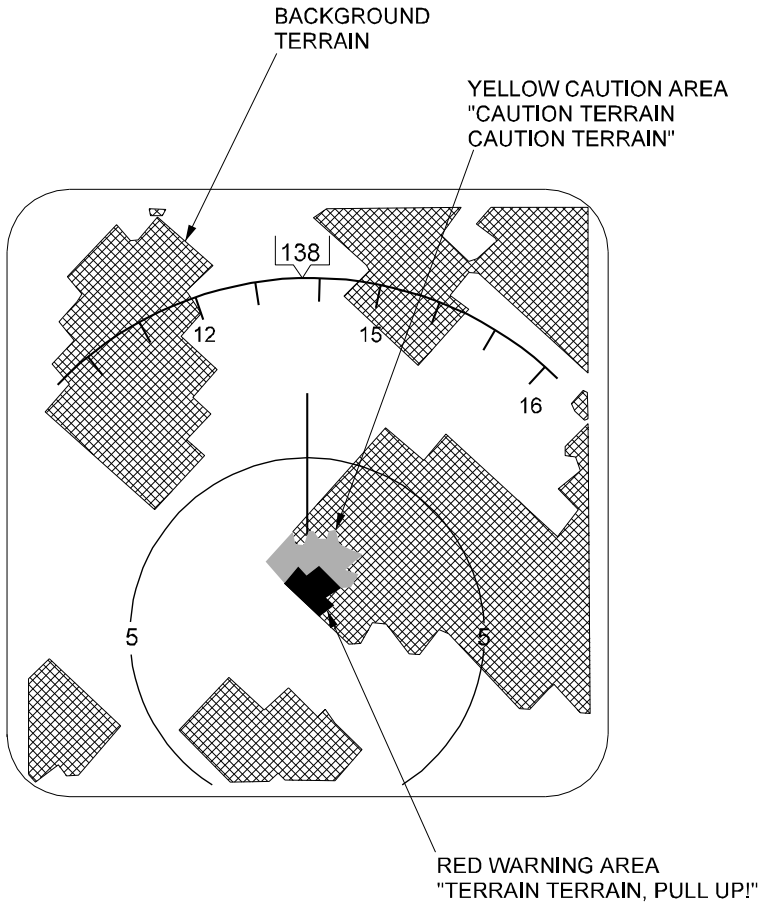 BACKGROUND
TERRAIN
YELLOW CAUTION AREA
"CAUTION TERRAIN
CAUTION TERRAIN"
138
12
15
16
5
5
RED WARNING AREA
"TERRAIN TERRAIN, PULL UP!"